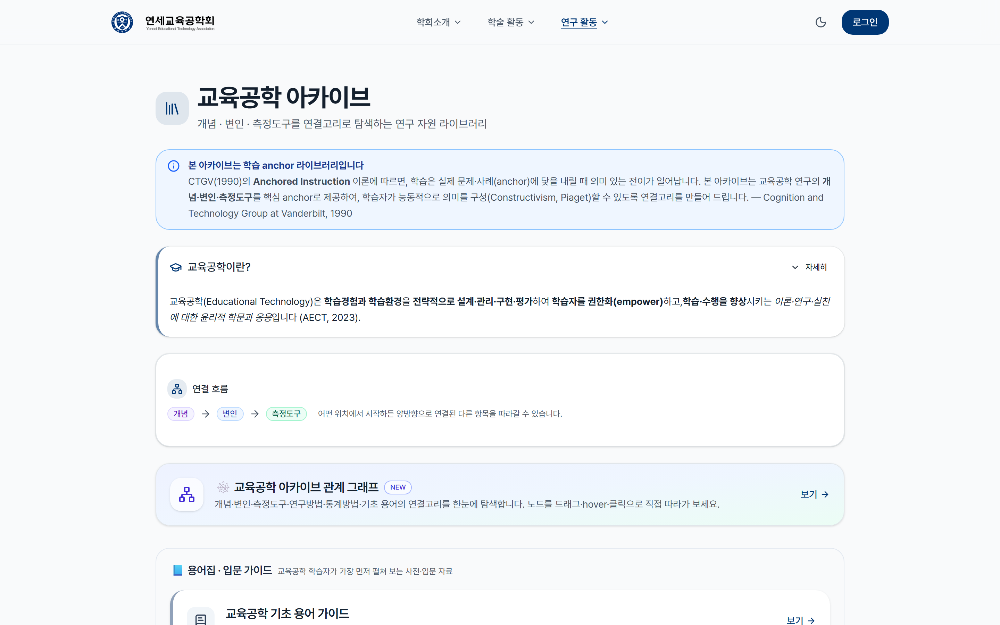 연세교육공학회
Yonsei Educational Technology Association
학회소개
학술 활동
연구 활동
로그인
교육공학 아카이브
개념 · 변인 · 측정도구를 연결고리로 탐색하는 연구 자원 라이브러리
본 아카이브는 학습 anchor 라이브러리입니다
CTGV(1990)의 Anchored Instruction 이론에 따르면, 학습은 실제 문제·사례(anchor)에 닻을 내릴 때 의미 있는 전이가 일어납니다. 본 아카이브는 교육공학 연구의 개
념·변인·측정도구를 핵심 anchor로 제공하여, 학습자가 능동적으로 의미를 구성(Constructivism, Piaget)할 수 있도록 연결고리를 만들어 드립니다. — Cognition and
Technology Group at Vanderbilt, 1990
교육공학이란?
자세히
교육공학(Educational Technology)은 학습경험과 학습환경을 전략적으로 설계·관리·구현·평가하여 학습자를 권한화(empower)하고,학습·수행을 향상시키는 이론·연구·실천
에 대한 윤리적 학문과 응용입니다 (AECT, 2023).
연결 흐름
개념 → 변인 → 측정도구 어떤 위치에서 시작하든 양방향으로 연결된 다른 항목을 따라갈 수 있습니다.
교육공학 아카이브 관계 그래프 NEW
개념·변인·측정도구·연구방법·통계방법·기초 용어의 연결고리를 한눈에 탐색합니다. 노드를 드래그·hover·클릭으로 직접 따라가 보세요.
보기 →
용어집 · 입문 가이드 교육공학 학습자가 가장 먼저 펼쳐 보는 사전·입문 자료
교육공학 기초 용어 가이드
보기 →